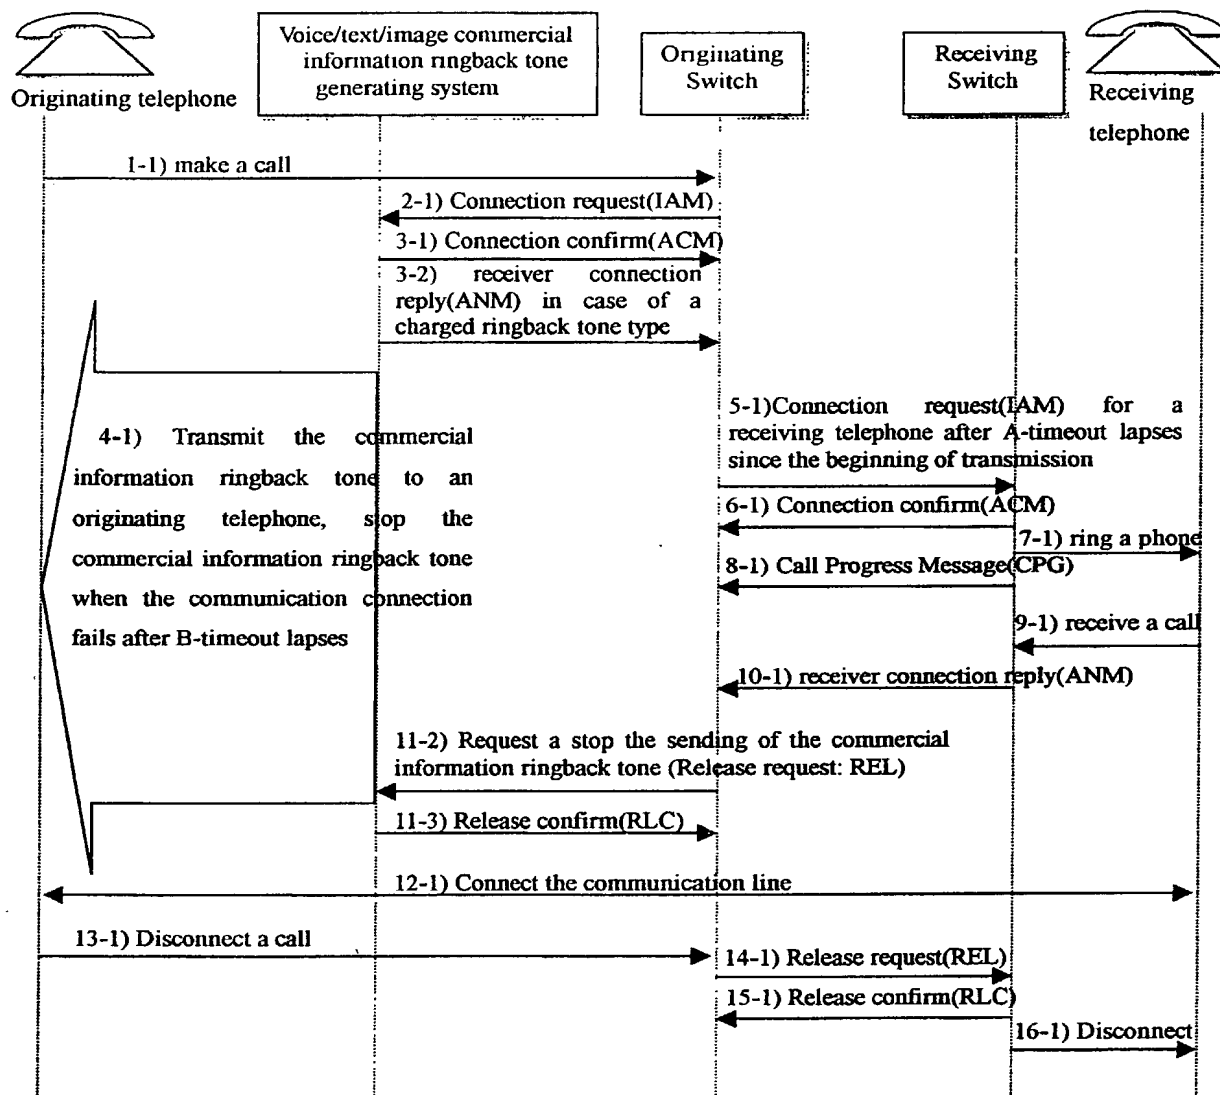 Voice/text/image commercial
information ringback tone
generating system
Originating
Switch
Receiving
Switch
Originating telephone
Receiving
telephone
1-1) make a call
2-1) Connection request(IAM)
3-1) Connection confirm(ACM)
3-2) receiver connection
reply(ANM) in case of a
charged ringback tone type
4-1) Transmit the commercial
information ringback tone to an
originating telephone, stop the
commercial information ringback tone
when the communication connection
fails after B-timeout lapses
5-1)Connection request(IAM) for a
receiving telephone after A-timeout lapses
since the beginning of transmission
6-1) Connection confirm(ACM)
7-1) ring a phone
8-1) Call Progress Message(CPG)
9-1) receive a call
10-1) receiver connection reply(ANM)
11-2) Request a stop the sending of the commercial
information ringback tone (Release request: REL)
11-3) Release confirm(RLC)
12-1) Connect the communication line
13-1) Disconnect a call
14-1) Release request(REL)
15-1) Release confirm(RLC)
16-1) Disconnect